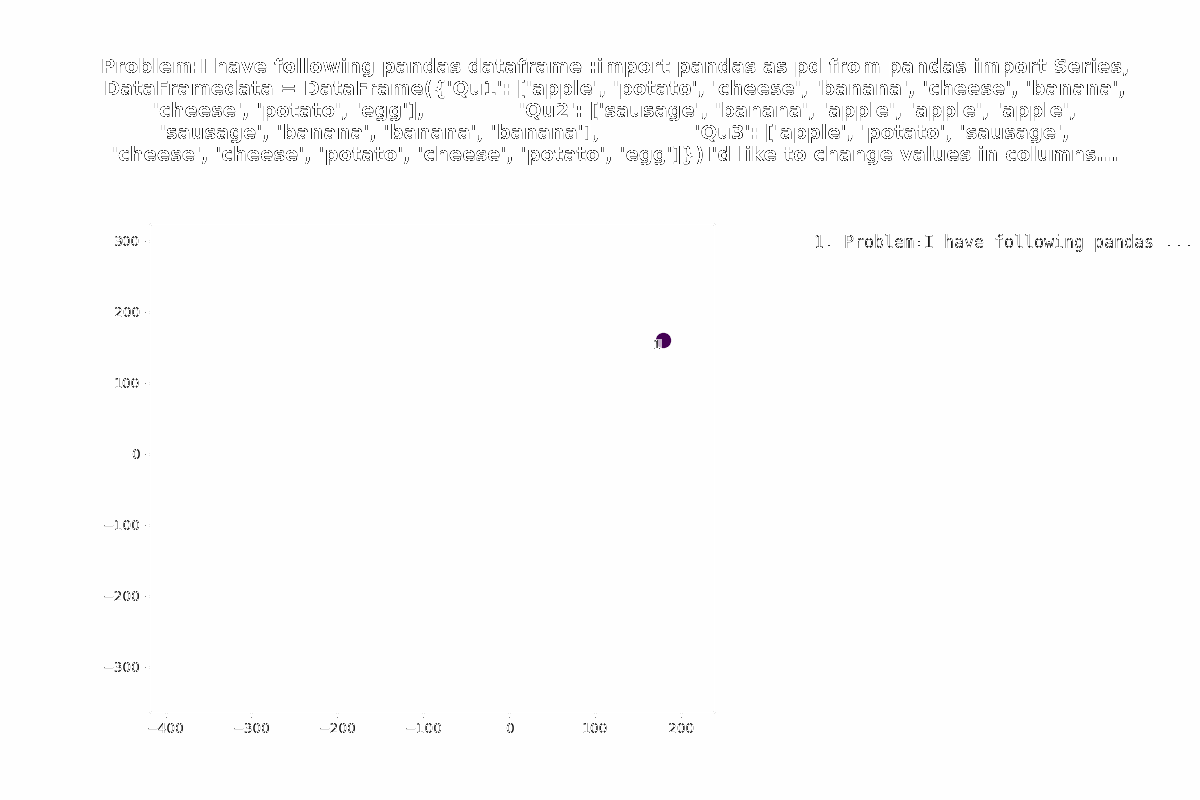 Problem:I have following pandas dataframe :import pandas as pd from pandas import Series,
DataFramedata = DataFrame({'Qu1': ['apple', 'potato', 'cheese', 'banana', 'cheese', 'banana',
'cheese', 'potato', 'egg'], 'Qu2': ['sausage', 'banana', 'apple', 'apple', 'apple',
'sausage', 'banana', 'banana', 'banana'], 'Qu3': ['apple', 'potato', 'sausage',
'cheese', 'cheese', 'potato', 'cheese', 'potato', 'egg']}) I'd like to change values in columns...
300
1. Problem:I have following pandas ...
200
1
100
0
−100
−200
−300
−400 −300 −200 −100 0 100 200